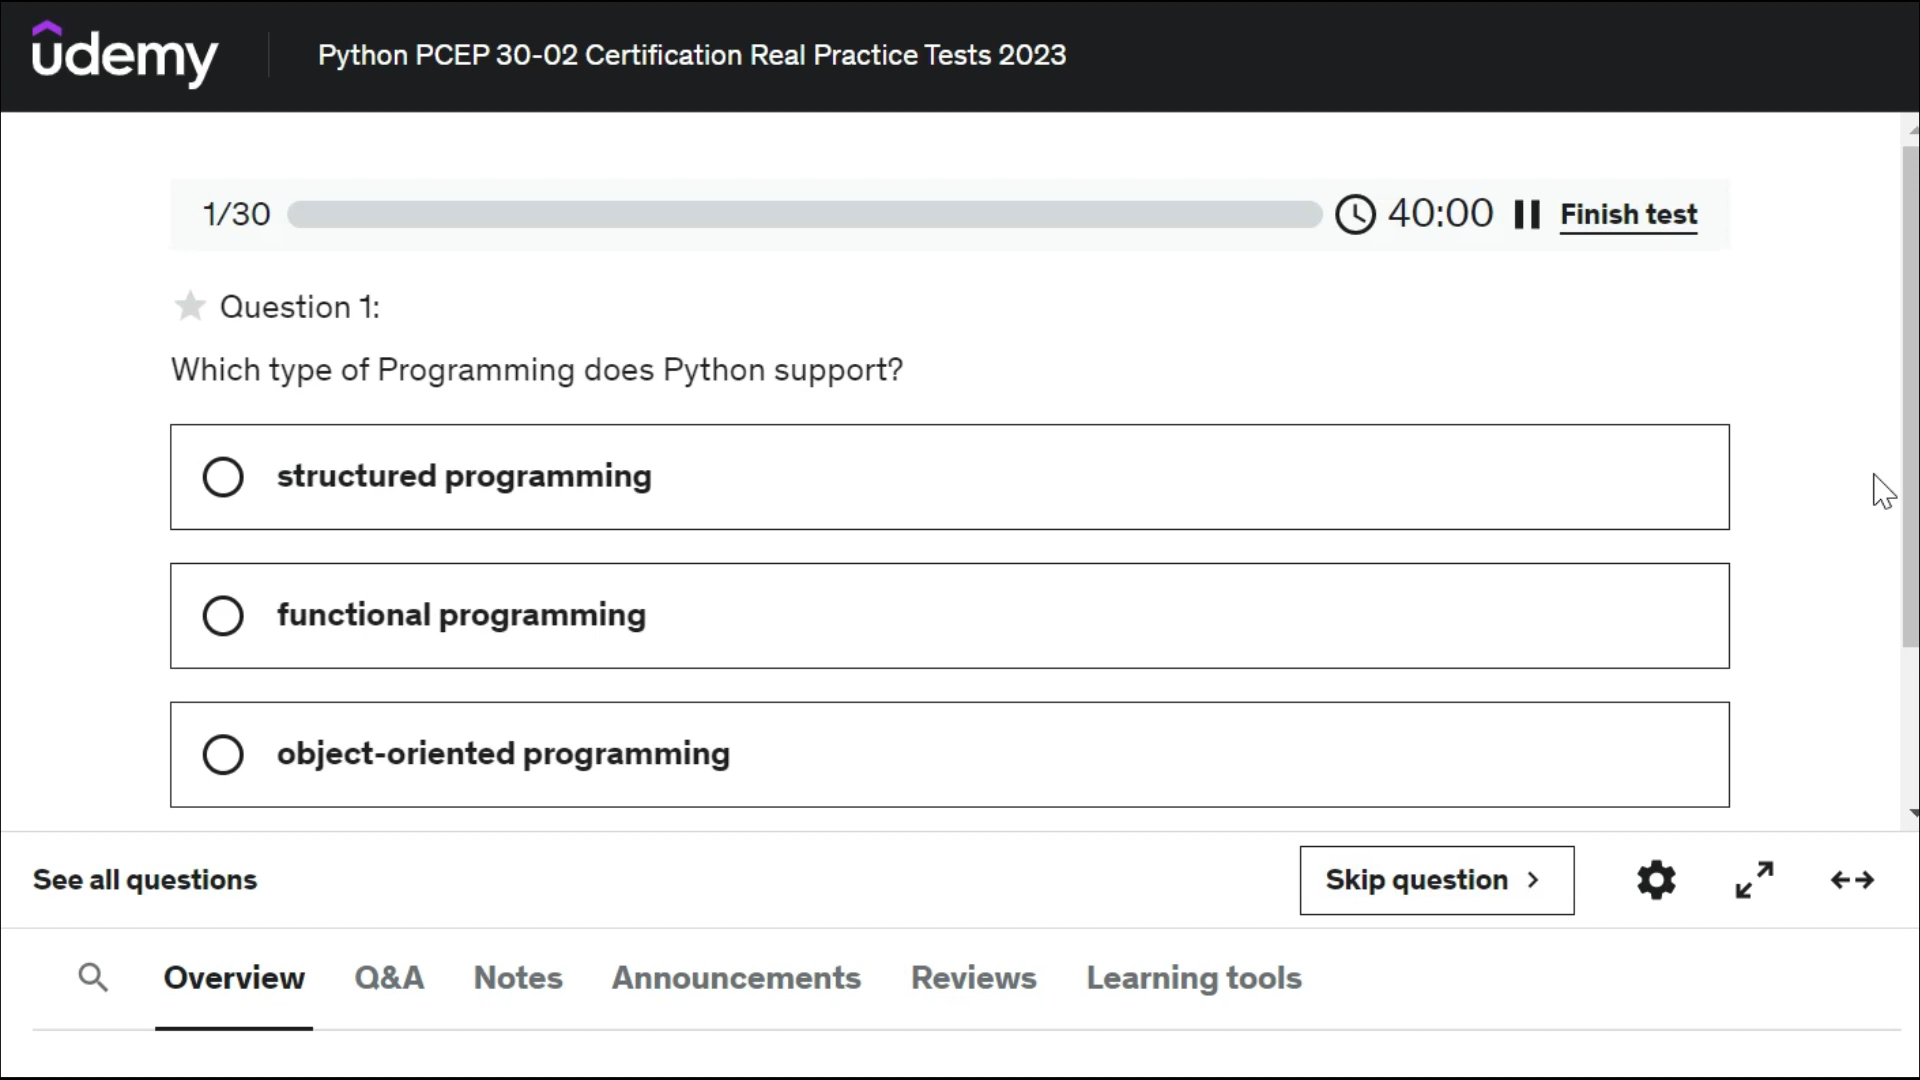 udemy
Python PCEP 30-02 Certification Real Practice Tests 2023
1/30
40:00
Finish test
Question 1:
Which type of Programming does Python support?
structured programming
functional programming
object-oriented programming
See all questions
Skip question
Overview
Q&A
Notes
Announcements
Reviews
Learning tools